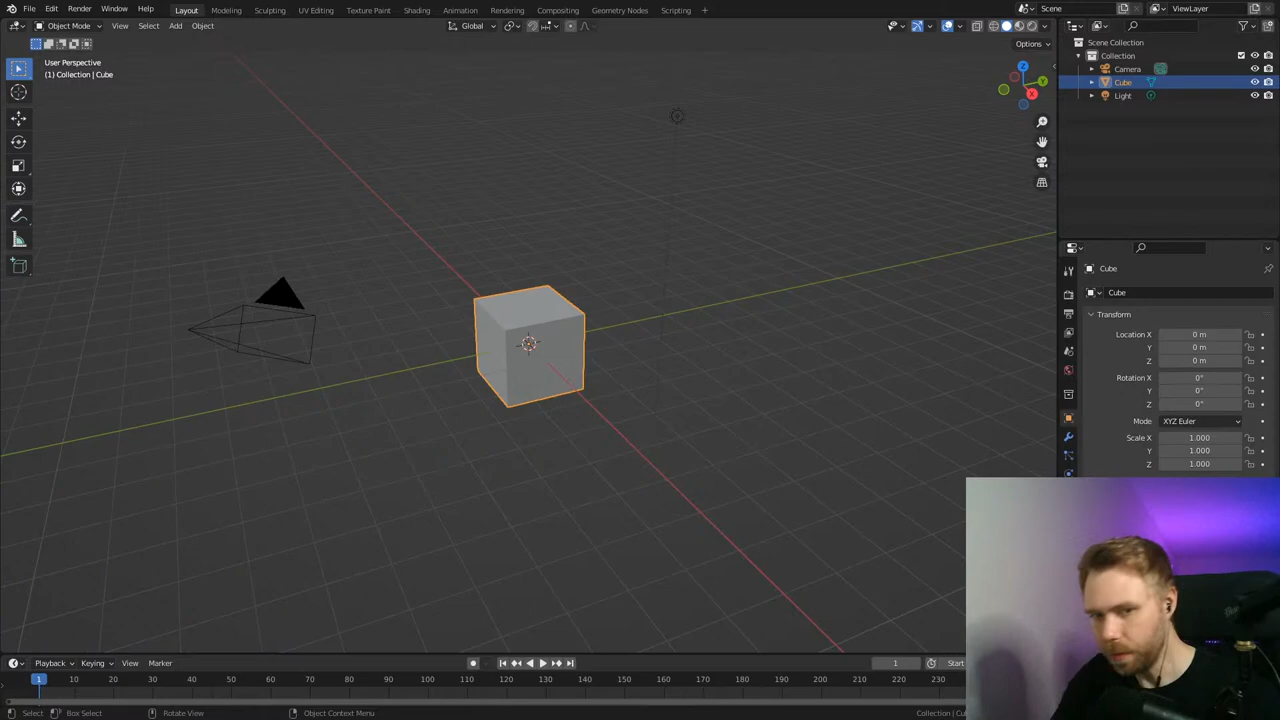 File Edit Render Window Help Layout Modeling Sculpting UV Editing Texture Paint Shading Animation Rendering Compositing Geometry Nodes Scripting Scene ViewLayer
Object Mode View Select Add Object Global
Options
User Perspective
(1) Collection | Cube
Z
Y
X
Scene Collection
Collection
Camera
Cube
Light
Cube
Cube
Transform
Location X 0 m
Y 0 m
Z 0 m
Rotation X 0°
Y 0°
Z 0°
Mode XYZ Euler
Scale X 1.000
Y 1.000
Z 1.000
Playback Keying View Marker 1 Start
1 10 20 30 40 50 60 70 80 90 100 110 120 130 140 150 160 170 180 190 200 210 220 230
Select Box Select Rotate View Object Context Menu Collection | Cu